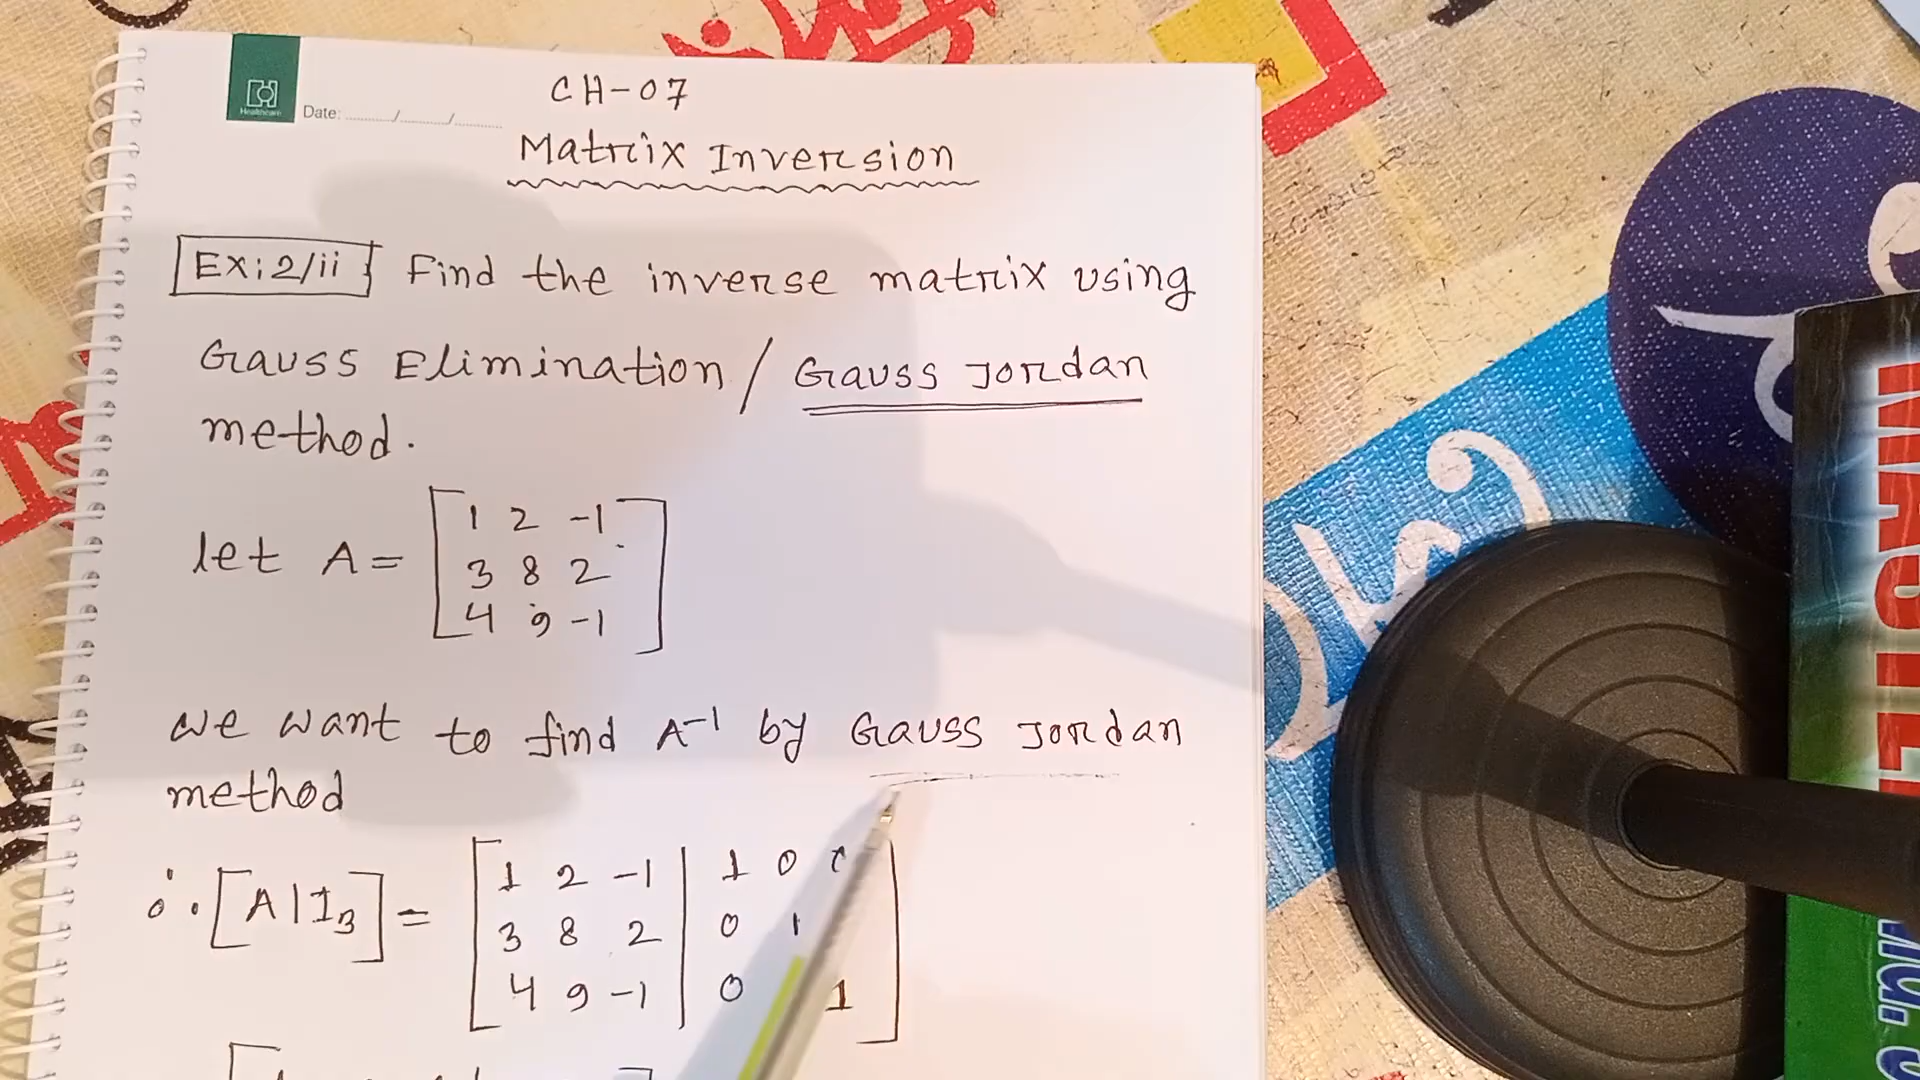 Healthcare
Date: ......../......../........
CH-07
Matrix Inversion
Ex:2/ii Find the inverse matrix using
Gauss Elimination / Gauss Jordan
method.
let A = [1 2 -1
3 8 2
4 9 -1]
We want to find A⁻¹ by Gauss Jordan
method
∴ [A|I₃] = [1 2 -1 | 1 0
3 8 2 | 0 1
4 9 -1 | 0 1]